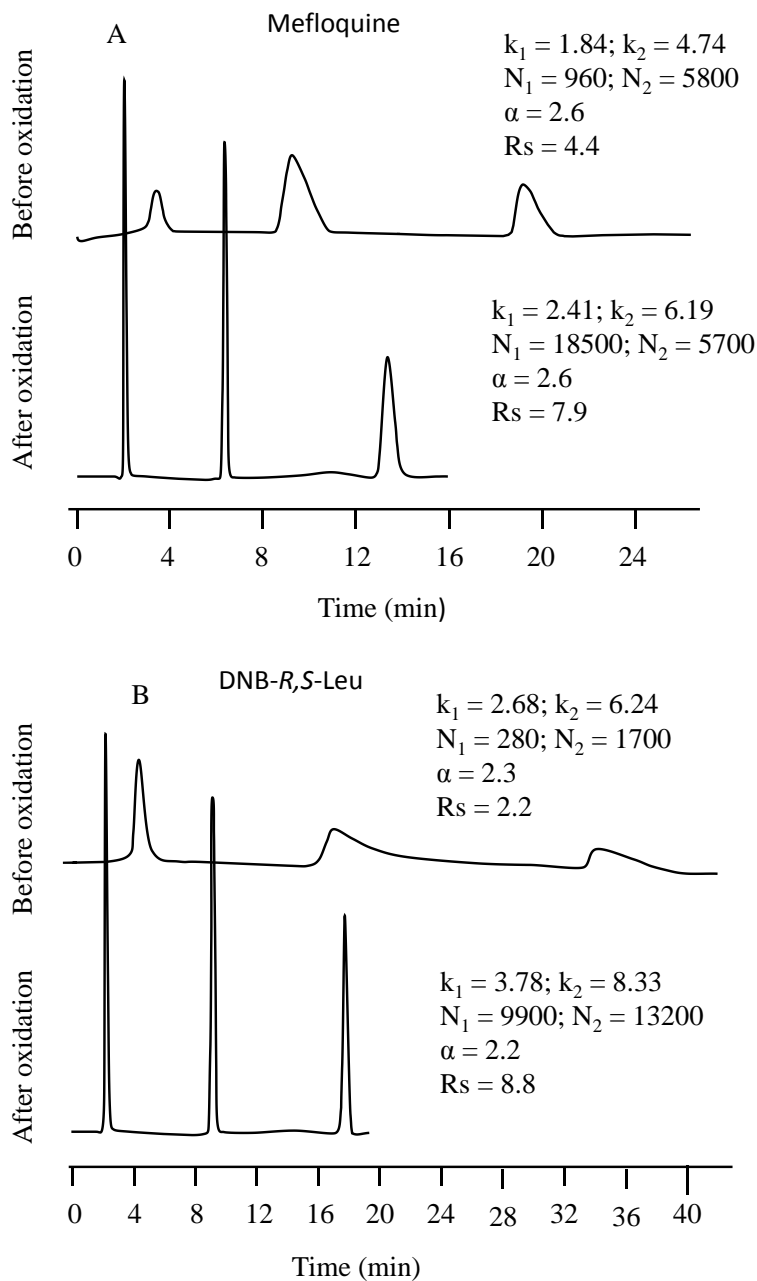 A
Mefloquine
Before oxidation
k₁ = 1.84; k₂ = 4.74
N₁ = 960; N₂ = 5800
α = 2.6
Rs = 4.4
After oxidation
k₁ = 2.41; k₂ = 6.19
N₁ = 18500; N₂ = 5700
α = 2.6
Rs = 7.9
0 4 8 12 16 20 24
Time (min)
B
DNB-R,S-Leu
Before oxidation
k₁ = 2.68; k₂ = 6.24
N₁ = 280; N₂ = 1700
α = 2.3
Rs = 2.2
After oxidation
k₁ = 3.78; k₂ = 8.33
N₁ = 9900; N₂ = 13200
α = 2.2
Rs = 8.8
0 4 8 12 16 20 24 28 32 36 40
Time (min)